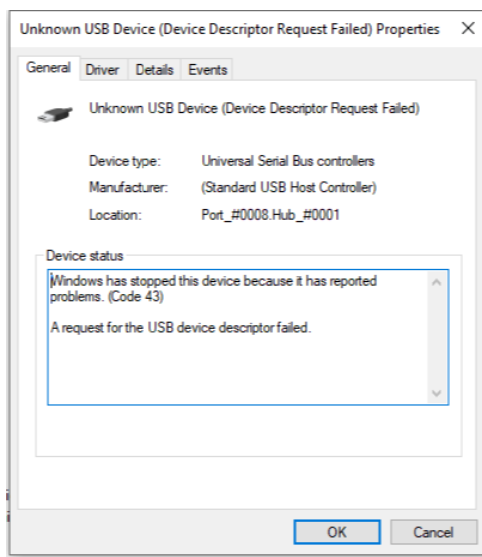 Unknown USB Device (Device Descriptor Request Failed) Properties
General Driver Details Events
Unknown USB Device (Device Descriptor Request Failed)
Device type: Universal Serial Bus controllers
Manufacturer: (Standard USB Host Controller)
Location: Port_#0008.Hub_#0001
Device status
Windows has stopped this device because it has reported
problems. (Code 43)
A request for the USB device descriptor failed.
OK Cancel